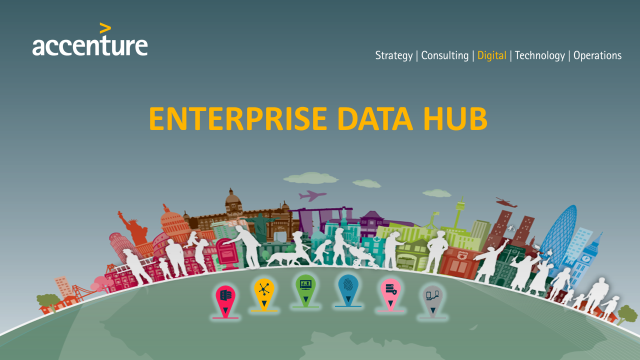 accenture
Strategy | Consulting | Digital | Technology | Operations
ENTERPRISE DATA HUB